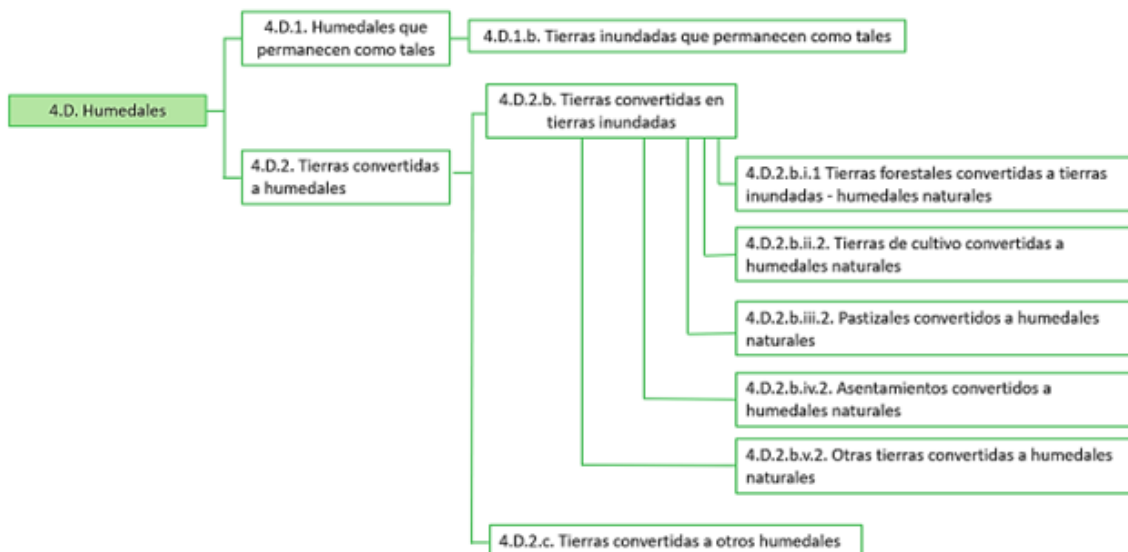 4.D. Humedales
4.D.1. Humedales que
permanecen como tales
4.D.1.b. Tierras inundadas que permanecen como tales
4.D.2. Tierras convertidas
a humedales
4.D.2.b. Tierras convertidas en
tierras inundadas
4.D.2.b.i.1 Tierras forestales convertidas a tierras
inundadas - humedales naturales
4.D.2.b.ii.2. Tierras de cultivo convertidas a
humedales naturales
4.D.2.b.iii.2. Pastizales convertidos a humedales
naturales
4.D.2.b.iv.2. Asentamientos convertidos a
humedales naturales
4.D.2.b.v.2. Otras tierras convertidas a humedales
naturales
4.D.2.c. Tierras convertidas a otros humedales